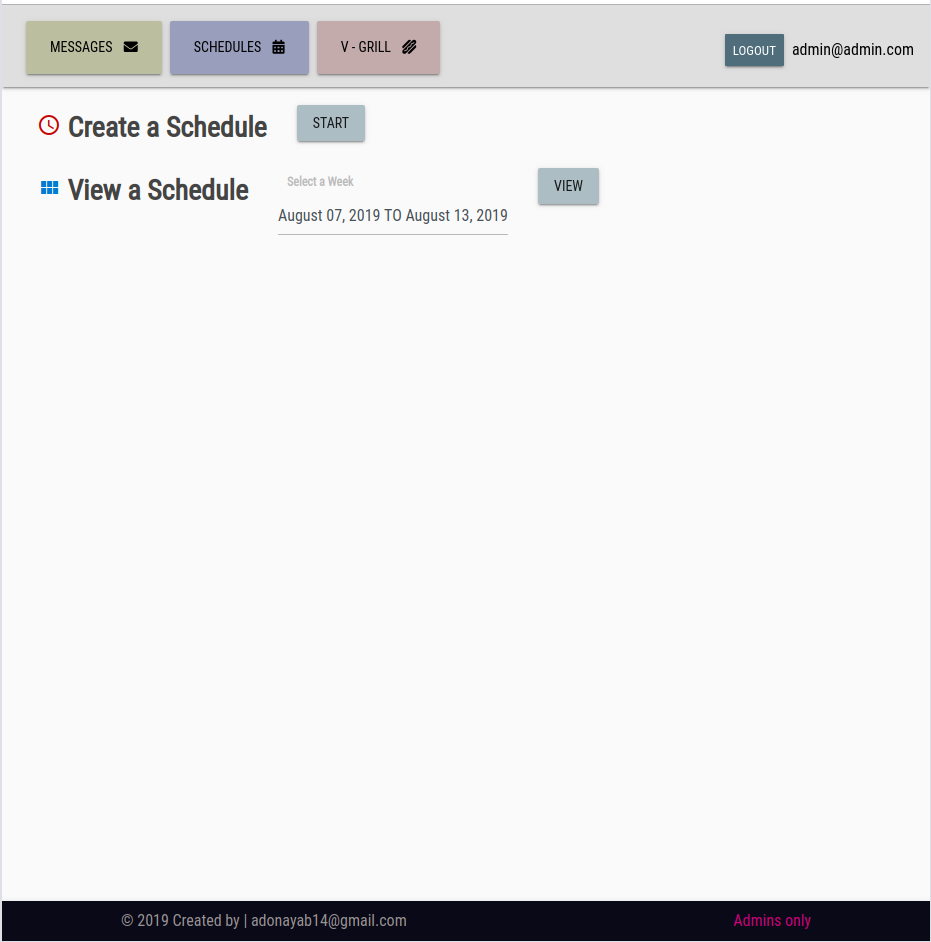 MESSAGES
SCHEDULES
V - GRILL
LOGOUT
admin@admin.com
Create a Schedule
START
View a Schedule
Select a Week
August 07, 2019 TO August 13, 2019
VIEW
© 2019 Created by | adonayab14@gmail.com
Admins only